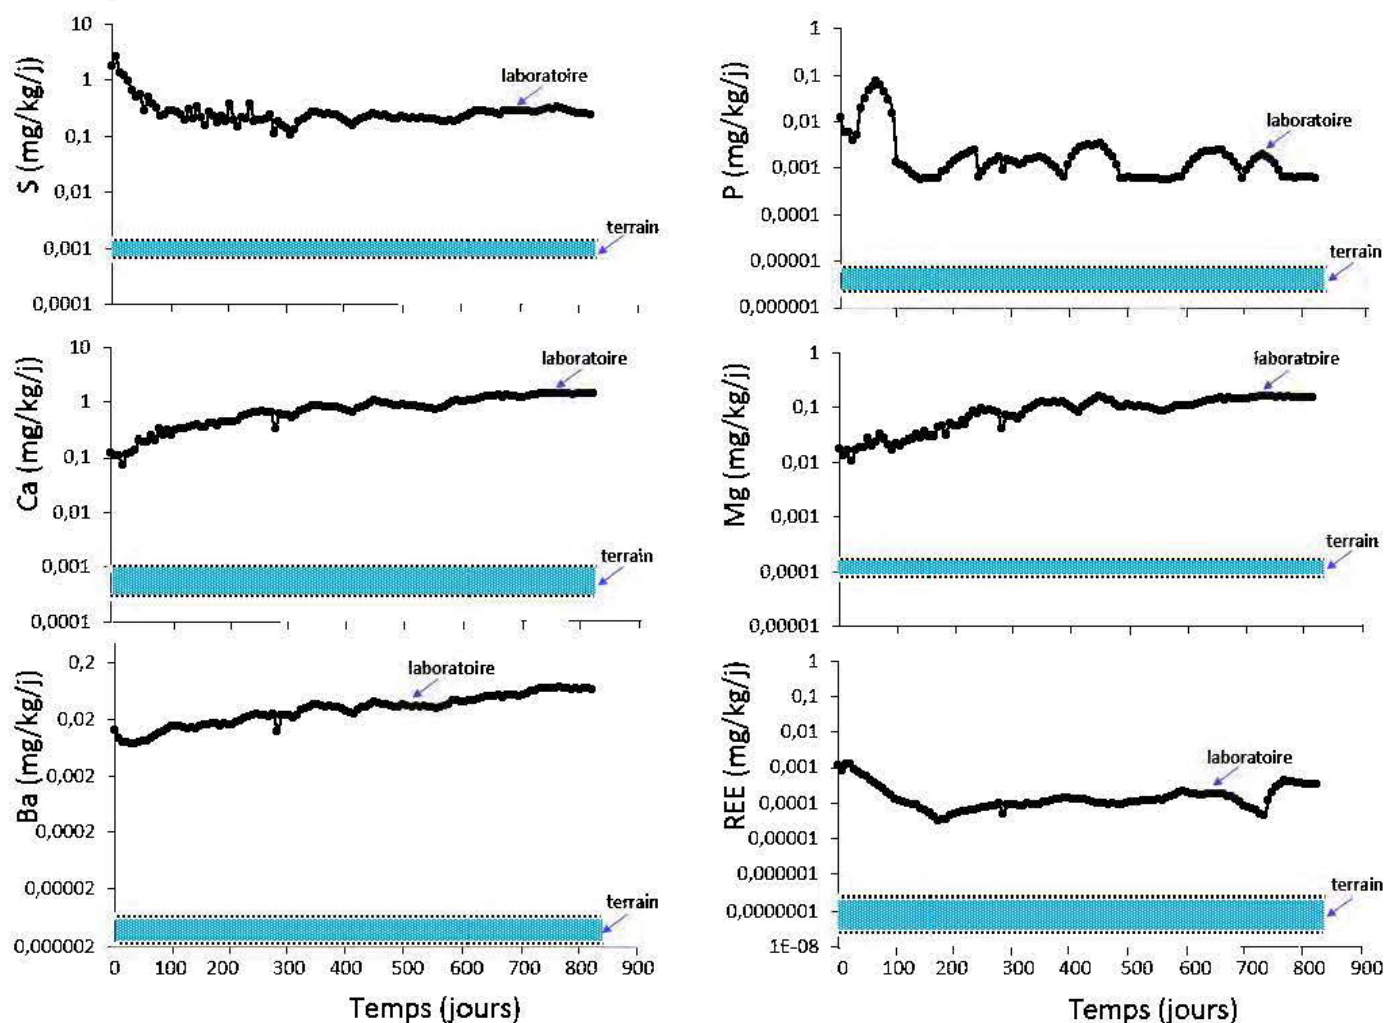 S (mg/kg/j)
10
1
0,1
0,01
0,001
0,0001
laboratoire
terrain
P (mg/kg/j)
1
0,1
0,01
0,001
0,0001
0,00001
0,000001
laboratoire
terrain
Ca (mg/kg/j)
10
1
0,1
0,01
0,001
0,0001
laboratoire
terrain
Mg (mg/kg/j)
1
0,1
0,01
0,001
0,0001
0,00001
laboratoire
terrain
Ba (mg/kg/j)
0,2
0,02
0,002
0,0002
0,00002
0,000002
laboratoire
terrain
0 100 200 300 400 500 600 700 800 900
Temps (jours)
REE (mg/kg/j)
1
0,1
0,01
0,001
0,0001
0,00001
0,000001
0,0000001
1E-08
laboratoire
terrain
0 100 200 300 400 500 600 700 800 900
Temps (jours)